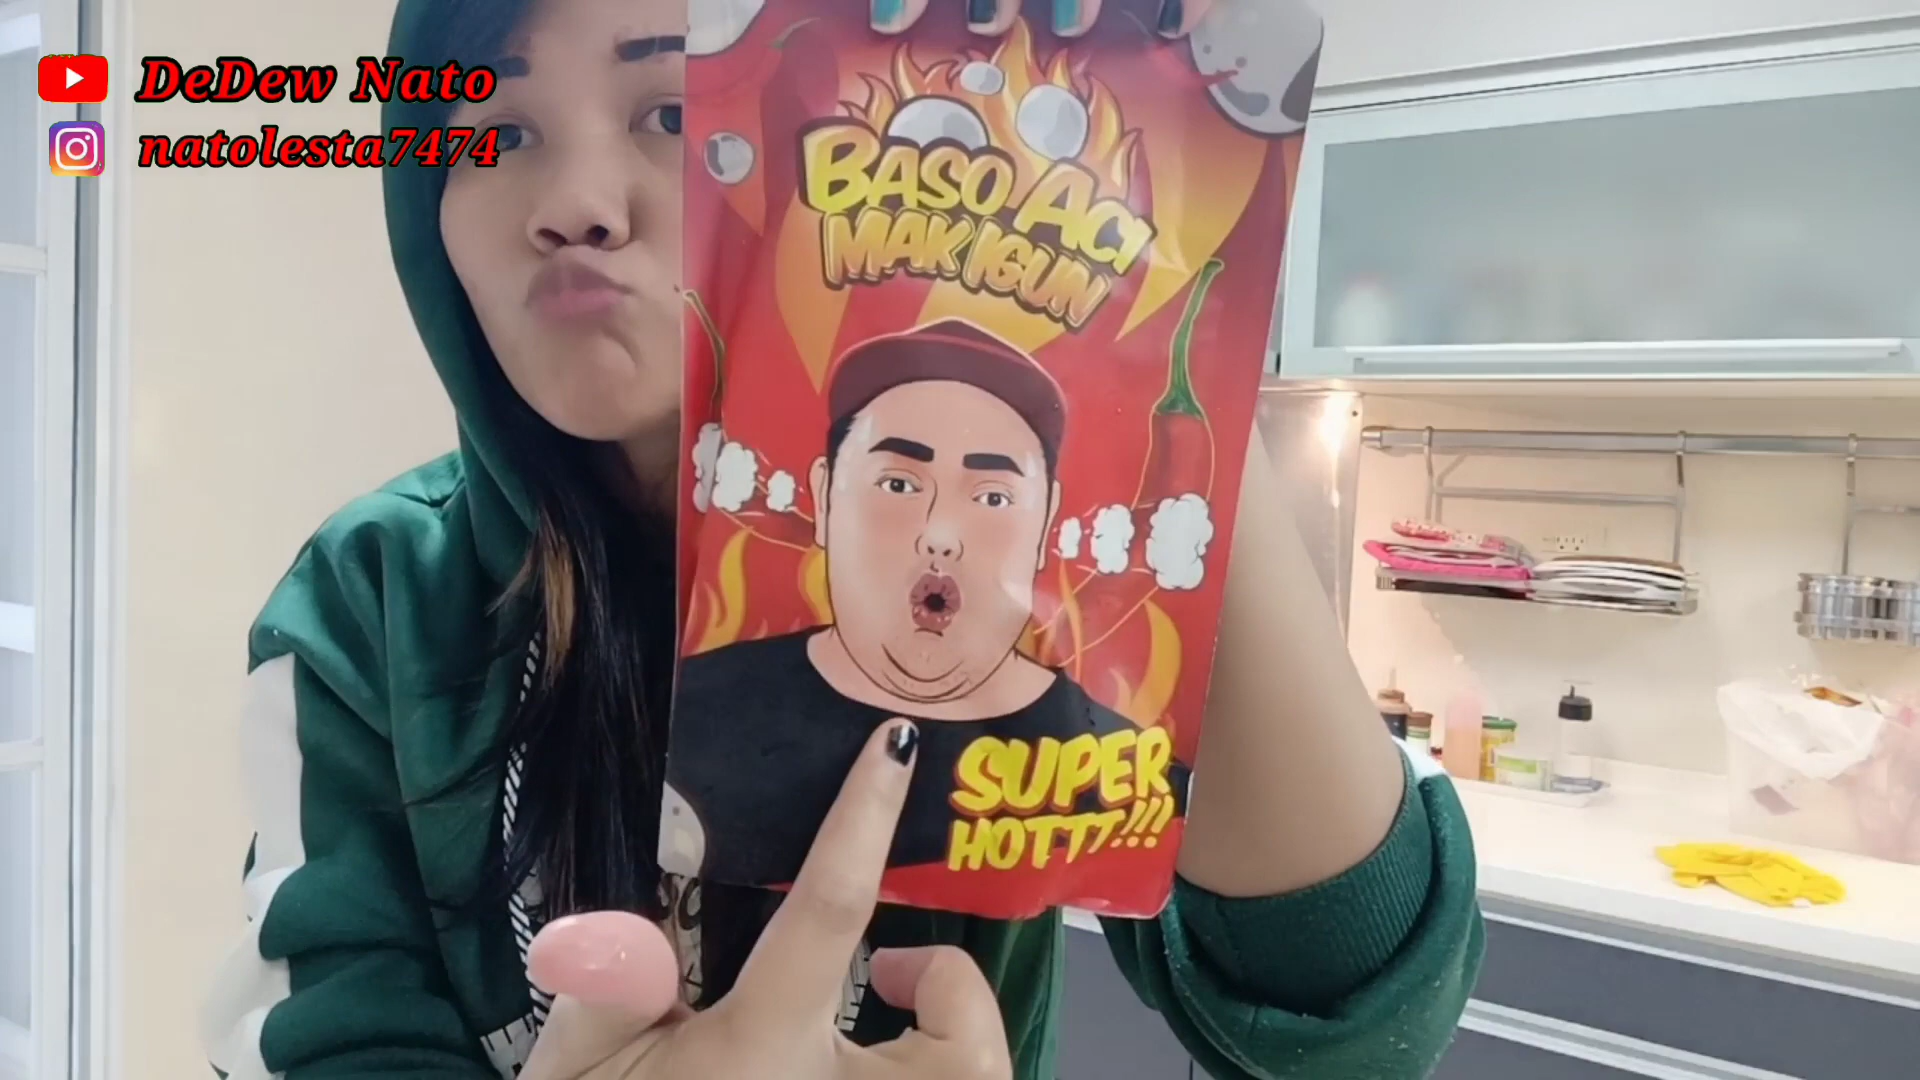 DeDew Nato
natolesta7474
BASO ACI
MAK IGUN
SUPER
HOTTT!!!